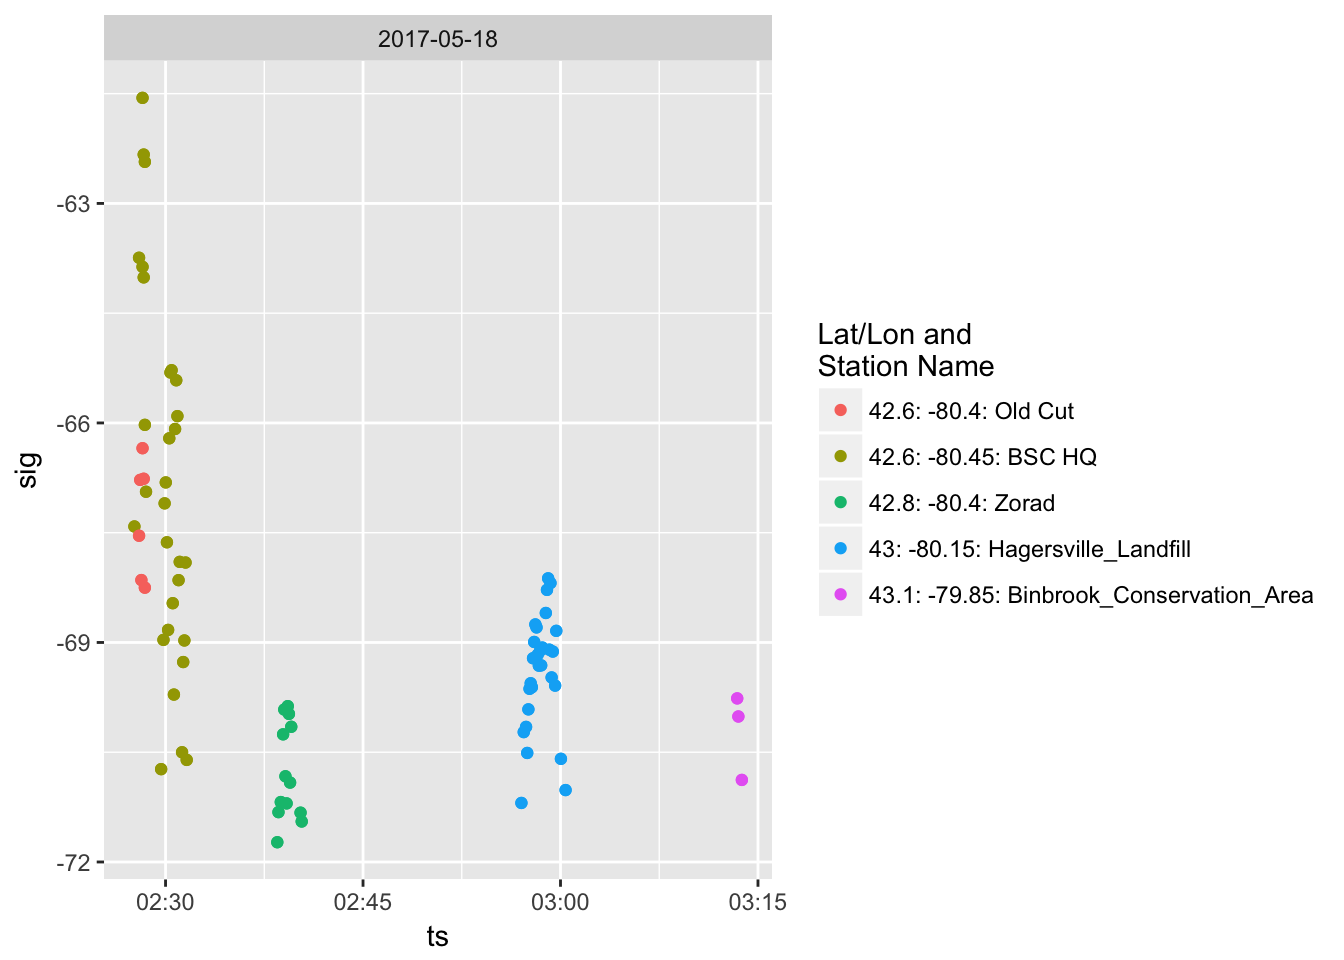 2017-05-18
-63
-66
-69
-72
sig
02:30
02:45
03:00
03:15
ts
Lat/Lon and
Station Name
42.6: -80.4: Old Cut
42.6: -80.45: BSC HQ
42.8: -80.4: Zorad
43: -80.15: Hagersville_Landfill
43.1: -79.85: Binbrook_Conservation_Area